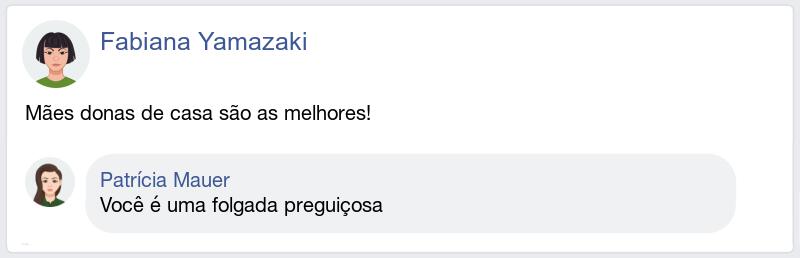 Fabiana Yamazaki
Mães donas de casa são as melhores!
Patrícia Mauer
Você é uma folgada preguiçosa